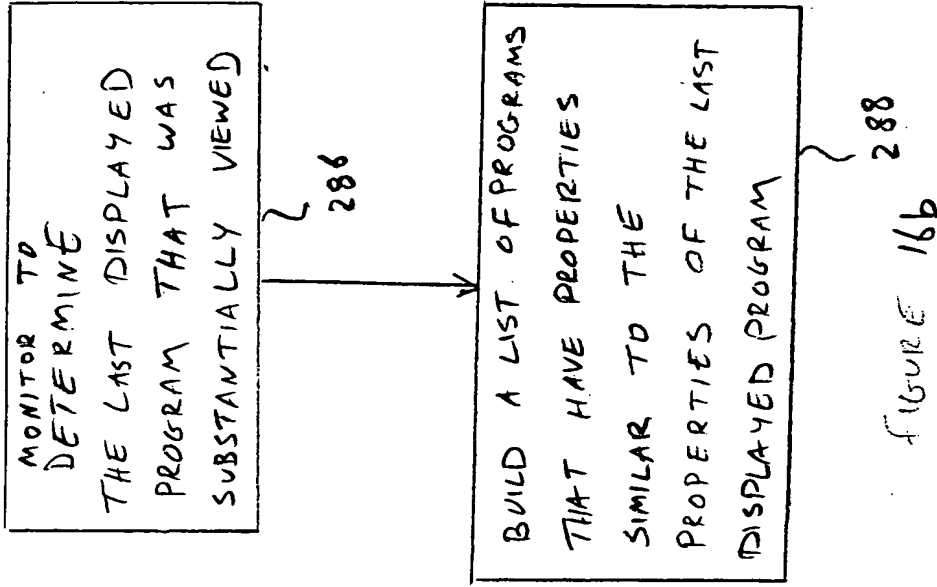 MONITOR TO
DETERMINE
THE LAST DISPLAYED
PROGRAM THAT WAS
SUBSTANTIALLY VIEWED
286
BUILD A LIST OF PROGRAMS
THAT HAVE PROPERTIES
SIMILAR TO THE
PROPERTIES OF THE LAST
DISPLAYED PROGRAM
288
FIGURE 16b